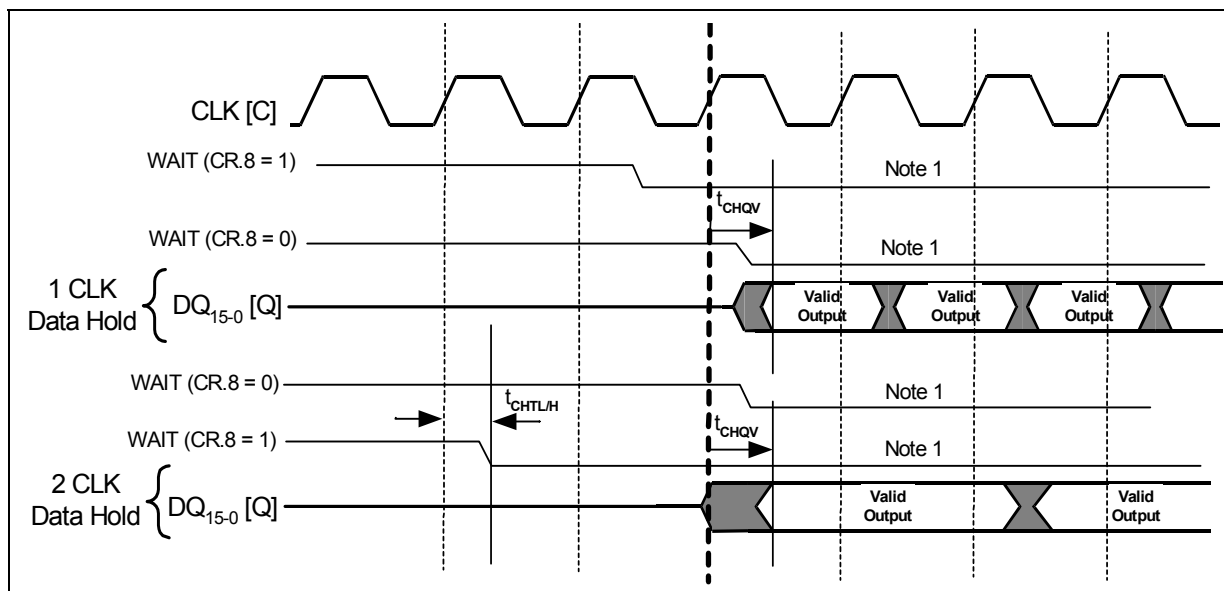 CLK [C]
WAIT (CR.8 = 1)
Note 1
tCHQV
WAIT (CR.8 = 0)
Note 1
1 CLK
Data Hold
DQ15-0 [Q]
Valid
Output
Valid
Output
Valid
Output
WAIT (CR.8 = 0)
Note 1
tCHTL/H
WAIT (CR.8 = 1)
tCHQV
Note 1
2 CLK
Data Hold
DQ15-0 [Q]
Valid
Output
Valid
Output